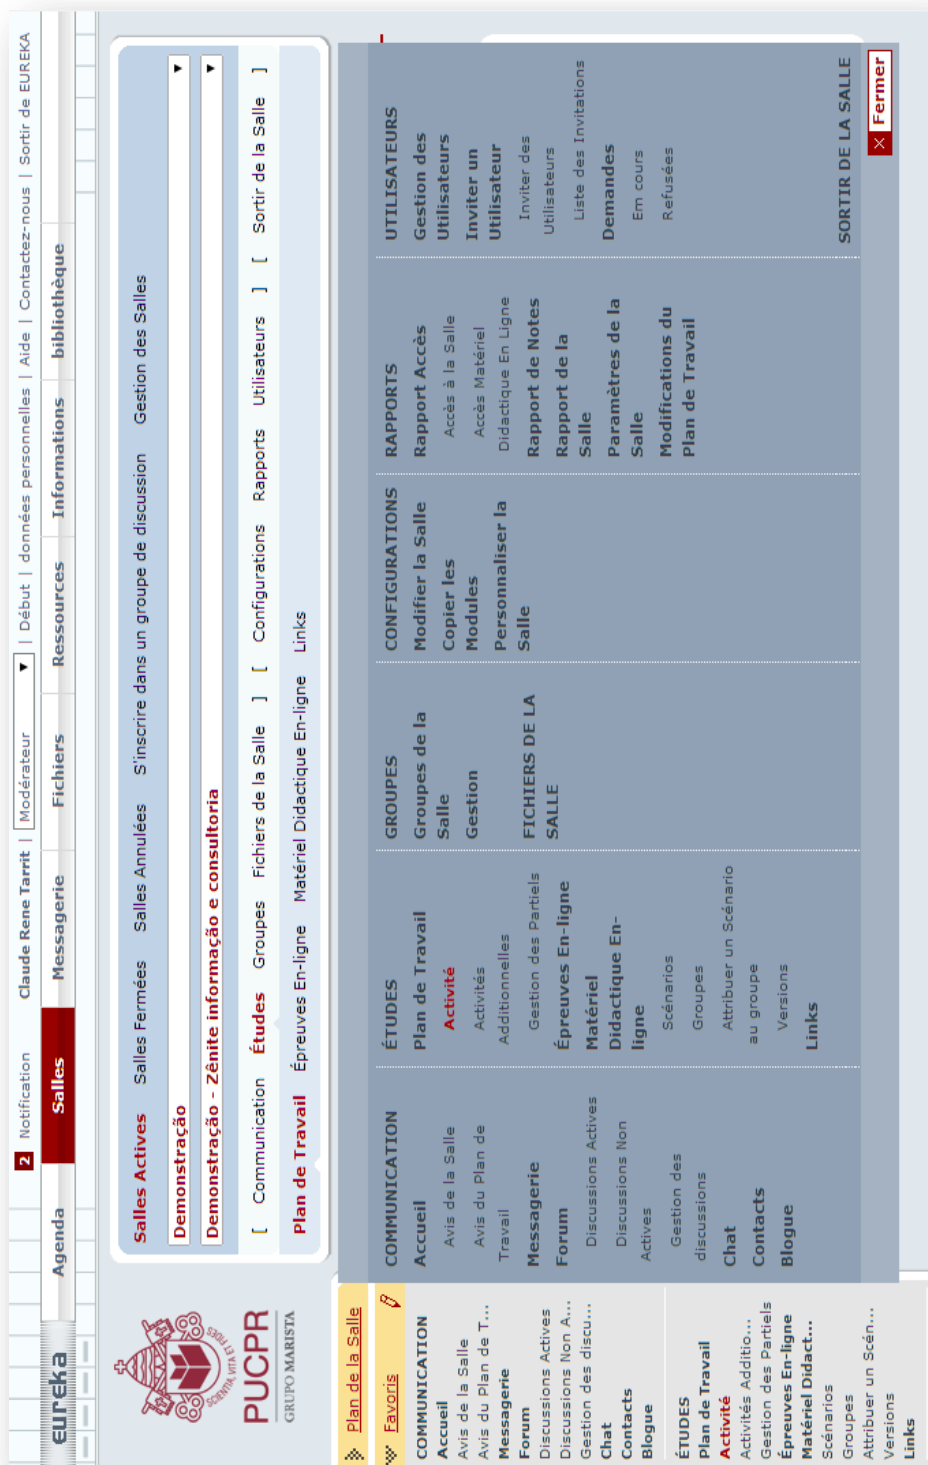 2 Notification Claude Rene Tarrit | Modérateur | Début | données personnelles | Aide | Contactez-nous | Sortir de EUREKA
eurəka Agenda Salles Messagerie Fichiers Ressources Informations bibliothèque
SCIENTIA, VITA ET FIDES
PUCPR
GRUPO MARISTA
Salles Actives Salles Fermées Salles Annulées S'inscrire dans un groupe de discussion Gestion des Salles
Demonstração
Demonstração - Zênite informação e consultoria
[ Communication Études Groupes Fichiers de la Salle ] [ Configurations Rapports Utilisateurs ] [ Sortir de la Salle ]
Plan de Travail Épreuves En-ligne Matériel Didactique En-ligne Links
Plan de la Salle
Favoris
COMMUNICATION
Accueil
Avis de la Salle
Avis du Plan de T...
Messagerie
Forum
Discussions Actives
Discussions Non A...
Gestion des discu...
Chat
Contacts
Blogue
ÉTUDES
Plan de Travail
Activité
Activités Additio...
Gestion des Partiels
Épreuves En-ligne
Matériel Didact...
Scénarios
Groupes
Attribuer un Scén...
Versions
Links
COMMUNICATION
Accueil
Avis de la Salle
Avis du Plan de
Travail
Messagerie
Forum
Discussions Actives
Discussions Non
Actives
Gestion des
discussions
Chat
Contacts
Blogue
ÉTUDES
Plan de Travail
Activité
Activités
Additionnelles
Gestion des Partiels
Épreuves En-ligne
Matériel
Didactique En-
ligne
Scénarios
Groupes
Attribuer un Scénario
au groupe
Versions
Links
GROUPES
Groupes de la
Salle
Gestion
FICHIERS DE LA
SALLE
CONFIGURATIONS
Modifier la Salle
Copier les
Modules
Personnaliser la
Salle
RAPPORTS
Rapport Accès
Accès à la Salle
Accès Matériel
Didactique En Ligne
Rapport de Notes
Rapport de la
Salle
Paramètres de la
Salle
Modifications du
Plan de Travail
UTILISATEURS
Gestion des
Utilisateurs
Inviter un
Utilisateur
Inviter des
Utilisateurs
Liste des Invitations
Demandes
Em cours
Refusées
SORTIR DE LA SALLE
× Fermer